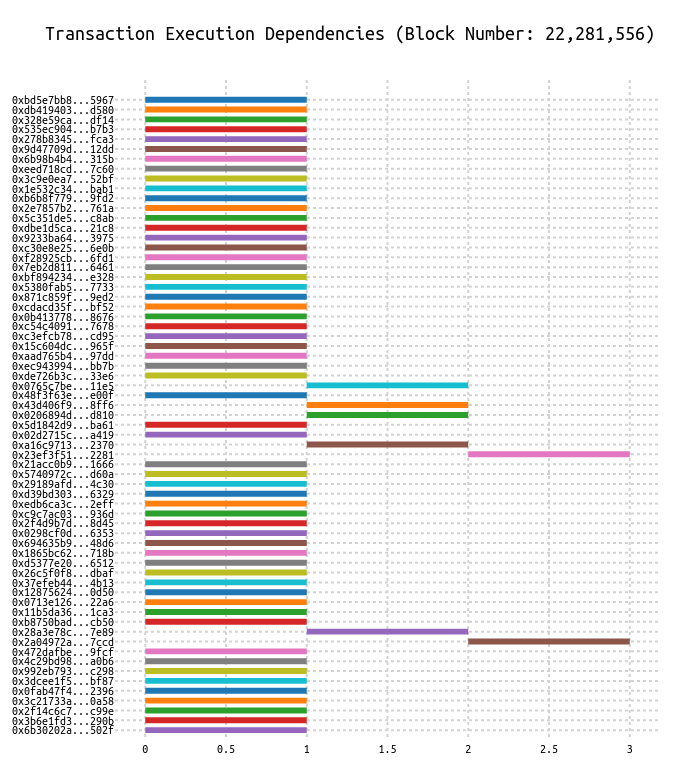 Transaction Execution Dependencies (Block Number: 22,281,556)
0xbd5e7bb8...5967
0xdb419403...d580
0x328e59ca...df14
0x535ec904...b7b3
0x278b8345...fca3
0x9d47709d...12dd
0x6b98b4b4...315b
0xeed718cd...7c60
0x3c9e0ea7...52bf
0x1e532c34...bab1
0xb6b8f779...9fd2
0x2e7857b2...761a
0x5c351de5...c8ab
0xdbe1d5ca...21c8
0x9233ba64...3975
0xc30e8e25...6e0b
0xf28925cb...6fd1
0x7eb2d811...6461
0xbf894234...e328
0x5380fab5...7733
0x871c859f...9ed2
0xcdacd35f...bf52
0x0b413778...8676
0xc54c4091...7678
0xc3efcb78...cd95
0x15c604dc...965f
0xaad765b4...97dd
0xec943994...bb7b
0xde726b3c...33e6
0x0765c7be...11e5
0x48f3f63e...e00f
0x43d406f9...8ff6
0x0206894d...d810
0x5d1842d9...ba61
0x02d2715c...a419
0xa16c9713...2370
0x23ef3f51...2281
0x21acc0b9...1666
0x5740972c...d60a
0x29189afd...4c30
0xd39bd303...6329
0xedb6ca3c...2eff
0xc9c7ac03...936d
0x2f4d9b7d...8d45
0x0298cf0d...6353
0x694635b9...48d6
0x1865bc62...718b
0xd5377e20...6512
0x26c5f0f8...dbaf
0x37efeb44...4b13
0x12875624...0d50
0x0713e126...22a6
0x11b5da36...1ca3
0xb8750bad...cb50
0x28a3e78c...7e89
0x2a04972a...7ccd
0x472dafbe...9fcf
0x4c29bd98...a0b6
0x992eb793...c298
0x3dcee1f5...bf87
0x0fab47f4...2396
0x3c21733a...0a58
0x2f14c6c7...c99e
0x3b6e1fd3...290b
0x6b30202a...502f
0 0.5 1 1.5 2 2.5 3